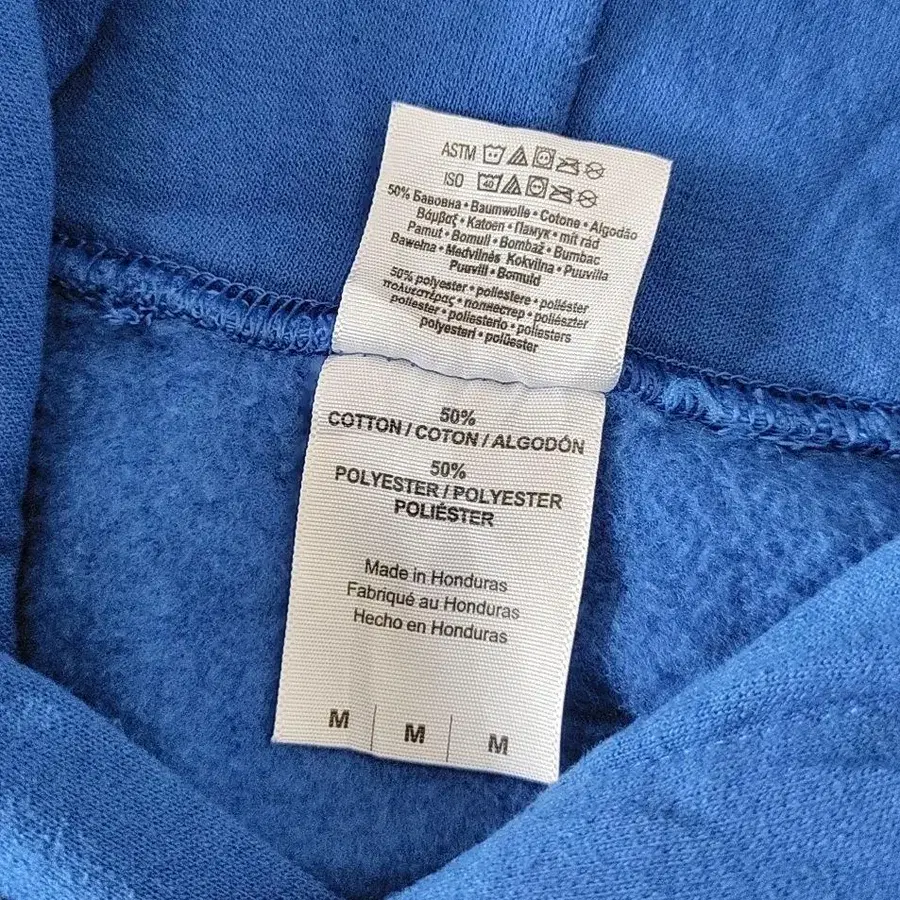 ASTM
ISO 40
50% Бавовна • Baumwolle • Cotone • Algodão
Βάμβαξ • Katoen • Памук • mit rád
Pamut • Bomull • Bombaž • Bumbac
Bawełna • Medvilnės Kokvilna • Puuvilla
Puuvill • Bomuld
50% polyester • poliestere • poliéster
πολυεστέρας • полиестер • poliészter
poliester • poliesterio • poliesters
polyesteri • polüester
50%
COTTON / COTON / ALGODÓN
50%
POLYESTER / POLYESTER
POLIÉSTER
Made in Honduras
Fabriqué au Honduras
Hecho en Honduras
M M M